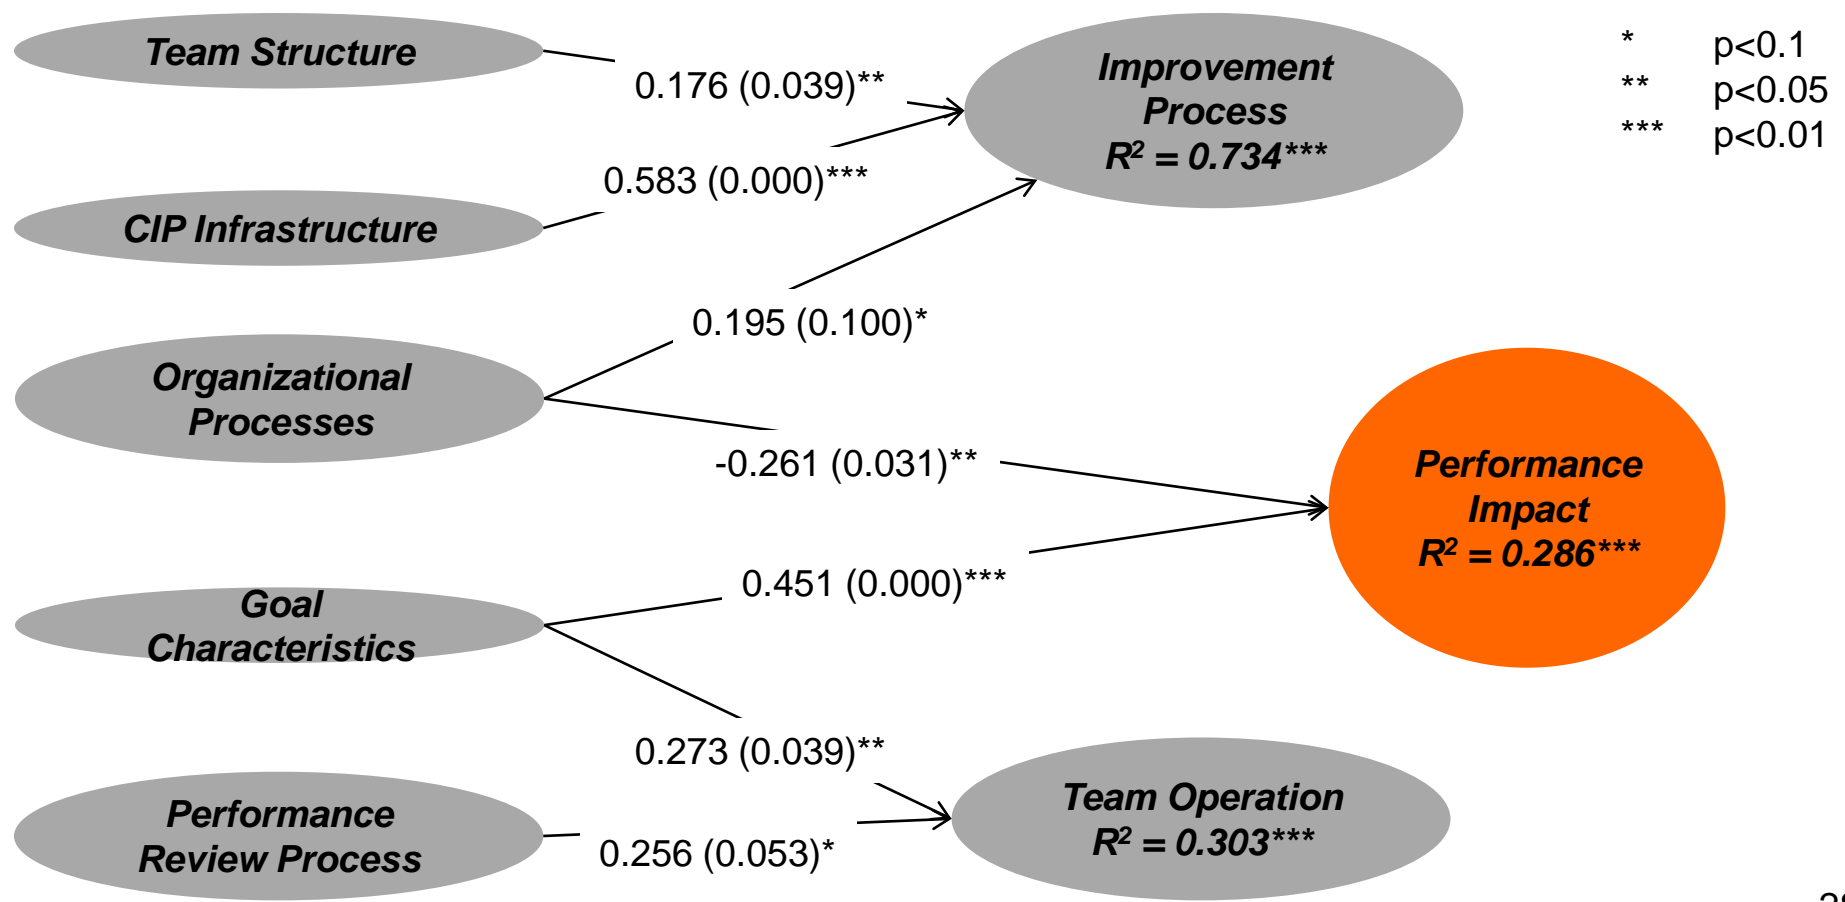 Team Structure
0.176 (0.039)**
Improvement
Process
R² = 0.734***
* p<0.1
** p<0.05
*** p<0.01
CIP Infrastructure
0.583 (0.000)***
0.195 (0.100)*
Organizational
Processes
-0.261 (0.031)**
Performance
Impact
R² = 0.286***
0.451 (0.000)***
Goal
Characteristics
0.273 (0.039)**
Performance
Review Process
0.256 (0.053)*
Team Operation
R² = 0.303***